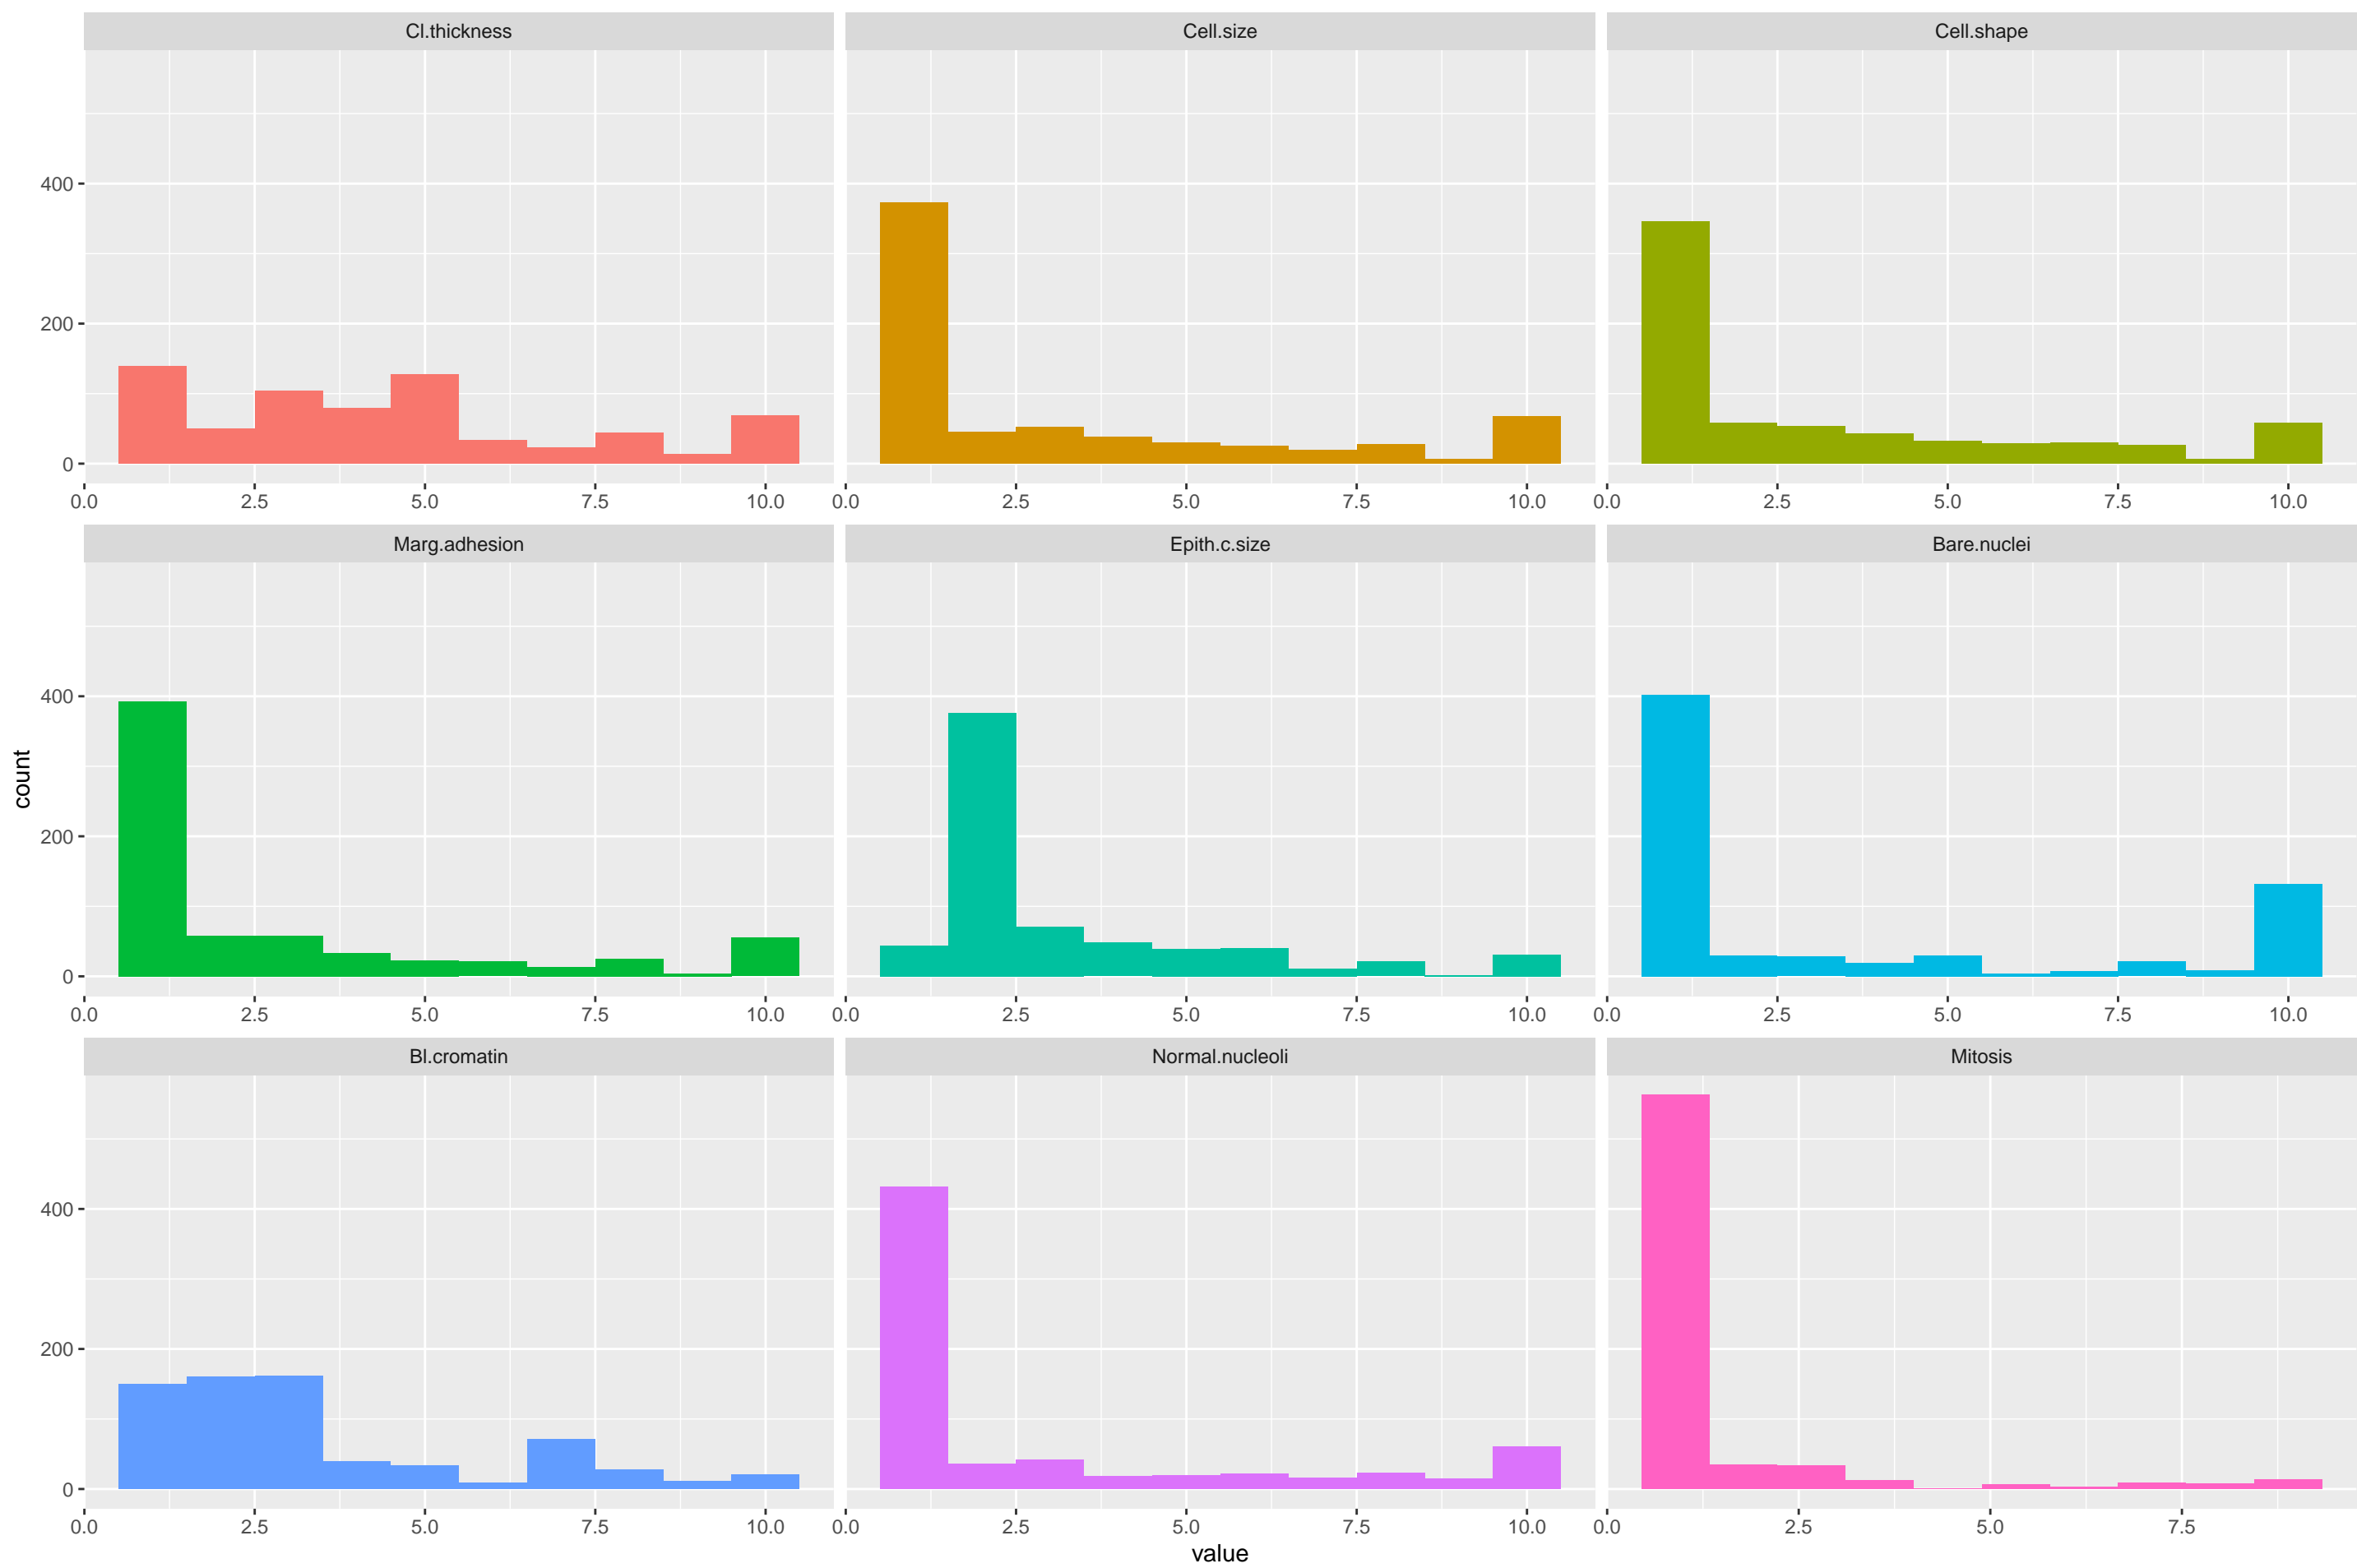 Cl.thickness Cell.size Cell.shape
400
200
0
0.0 2.5 5.0 7.5 10.0 0.0 2.5 5.0 7.5 10.0 0.0 2.5 5.0 7.5 10.0
Marg.adhesion Epith.c.size Bare.nuclei
400
200
0
0.0 2.5 5.0 7.5 10.0 0.0 2.5 5.0 7.5 10.0 0.0 2.5 5.0 7.5 10.0
count
Bl.cromatin Normal.nucleoli Mitosis
400
200
0
0.0 2.5 5.0 7.5 10.0 0.0 2.5 5.0 7.5 10.0 0.0 2.5 5.0 7.5
value